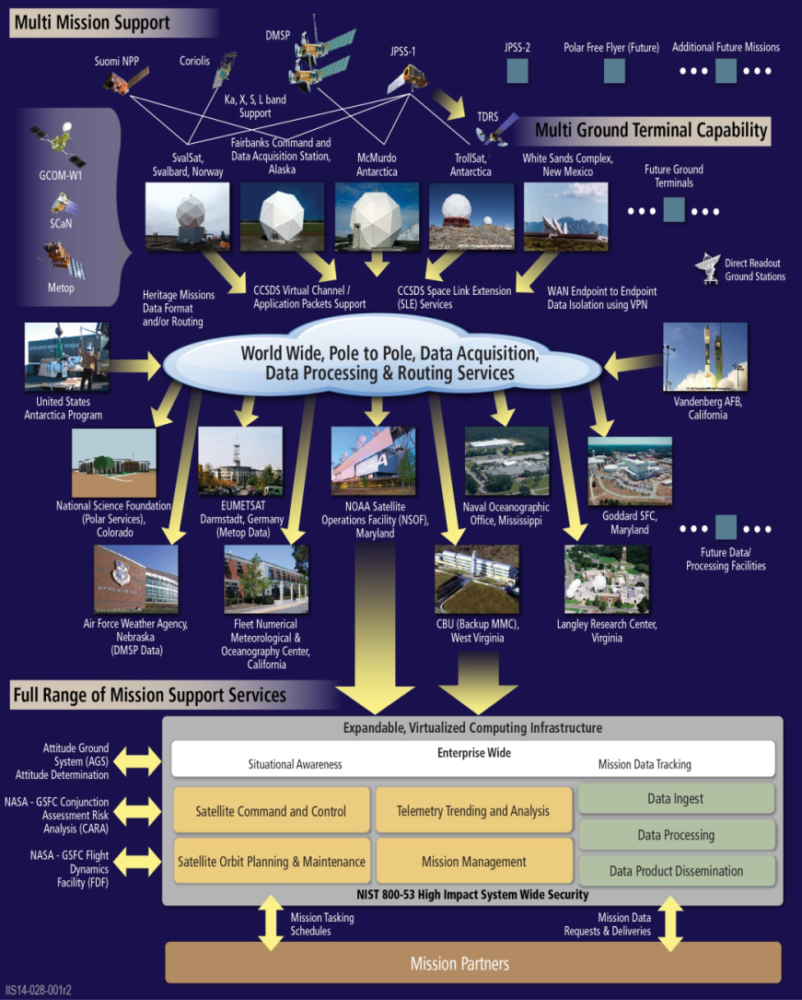 Multi Mission Support
DMSP
Suomi NPP
Coriolis
JPSS-1
JPSS-2
Polar Free Flyer (Future)
Additional Future Missions
Ka, X, S, L band
Support
TDRS
Multi Ground Terminal Capability
GCOM-W1
SCaN
Metop
SvalSat,
Svalbard, Norway
Fairbanks Command and
Data Acquisition Station,
Alaska
McMurdo
Antarctica
TrollSat,
Antarctica
White Sands Complex,
New Mexico
Future Ground
Terminals
Direct Readout
Ground Stations
Heritage Missions
Data Format
and/or Routing
CCSDS Virtual Channel /
Application Packets Support
CCSDS Space Link Extension
(SLE) Services
WAN Endpoint to Endpoint
Data Isolation using VPN
World Wide, Pole to Pole, Data Acquisition,
Data Processing & Routing Services
United States
Antarctica Program
Vandenberg AFB,
California
National Science Foundation
(Polar Services),
Colorado
EUMETSAT
Darmstadt, Germany
(Metop Data)
NOAA Satellite
Operations Facility (NSOF),
Maryland
Naval Oceanographic
Office, Mississippi
Goddard SFC,
Maryland
Future Data/
Processing Facilities
Air Force Weather Agency,
Nebraska
(DMSP Data)
Fleet Numerical
Meteorological &
Oceanography Center,
California
CBU (Backup MMC),
West Virginia
Langley Research Center,
Virginia
Full Range of Mission Support Services
Expandable, Virtualized Computing Infrastructure
Enterprise Wide
Situational Awareness
Mission Data Tracking
Attitude Ground
System (AGS)
Attitude Determination
NASA - GSFC Conjunction
Assessment Risk
Analysis (CARA)
NASA - GSFC Flight
Dynamics
Facility (FDF)
Satellite Command and Control
Telemetry Trending and Analysis
Data Ingest
Data Processing
Satellite Orbit Planning & Maintenance
Mission Management
Data Product Dissemination
NIST 800-53 High Impact System Wide Security
Mission Tasking
Schedules
Mission Data
Requests & Deliveries
Mission Partners
IIS14-028-001r2